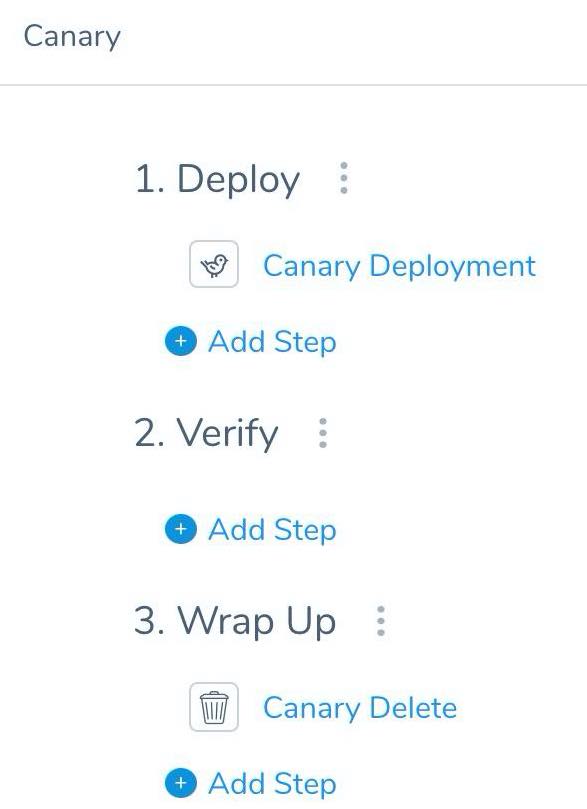 Canary
1. Deploy
Canary Deployment
Add Step
2. Verify
Add Step
3. Wrap Up
Canary Delete
Add Step